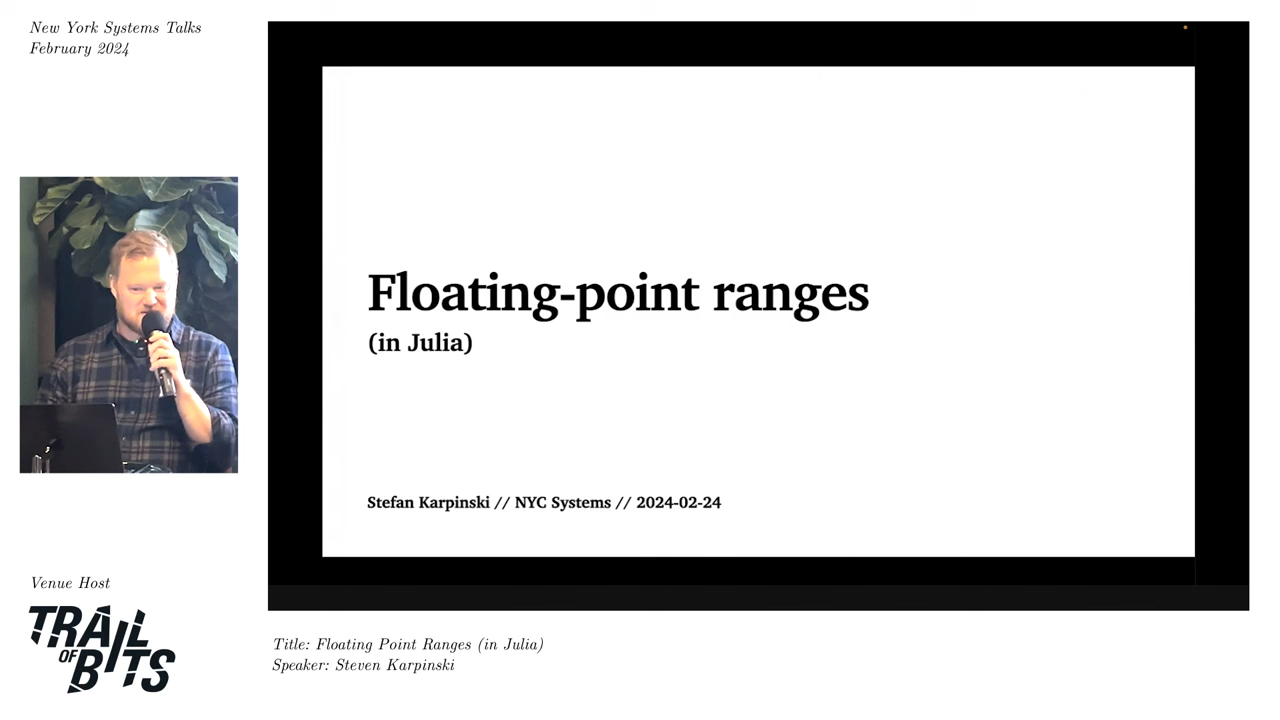 New York Systems Talks
February 2024
Floating-point ranges
(in Julia)
Stefan Karpinski // NYC Systems // 2024-02-24
Venue Host
TRAIL
OF
BITS
Title: Floating Point Ranges (in Julia)
Speaker: Steven Karpinski